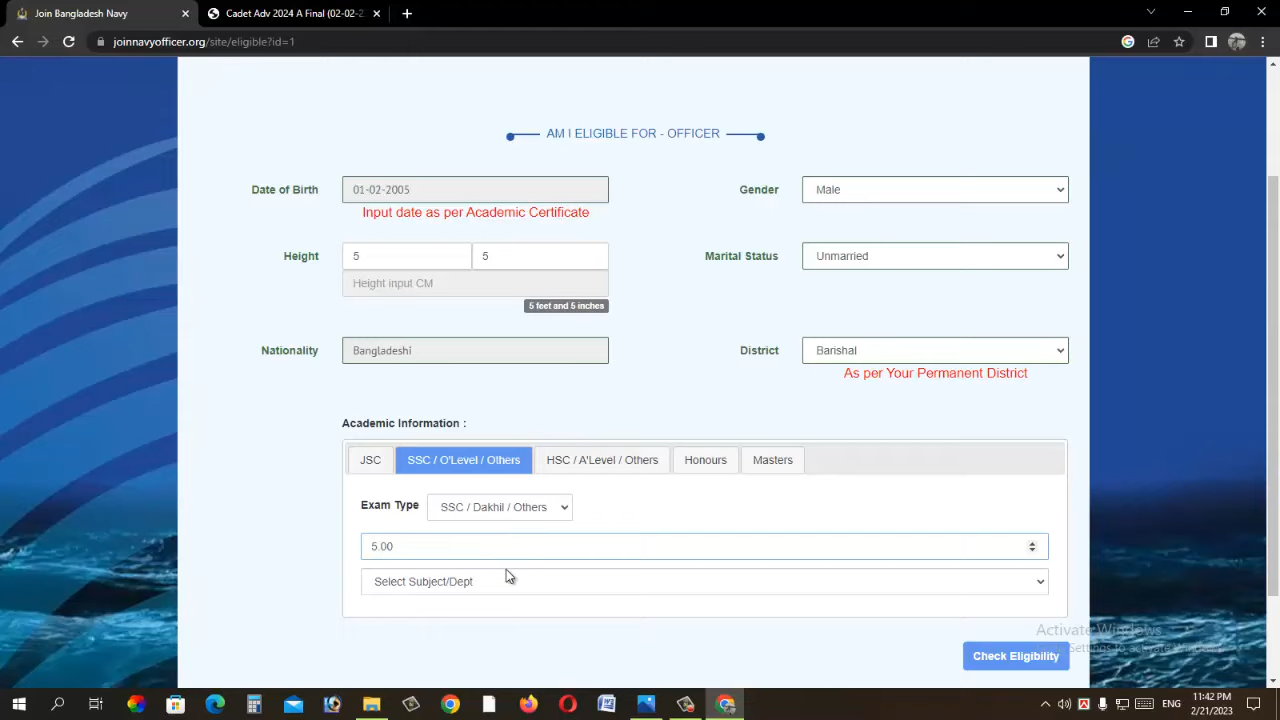 Join Bangladesh Navy
Cadet Adv 2024 A Final (02-02-2
joinnavyofficer.org/site/eligible?id=1
AM I ELIGIBLE FOR - OFFICER
Date of Birth
01-02-2005
Gender
Male
Input date as per Academic Certificate
Height
5
5
Marital Status
Unmarried
Height input CM
5 feet and 5 inches
Nationality
Bangladeshi
District
Barishal
As per Your Permanent District
Academic Information :
JSC
SSC / O'Level / Others
HSC / A'Level / Others
Honours
Masters
Exam Type
SSC / Dakhil / Others
5.00
Select Subject/Dept
Activate Windows
Settings to activate
Check Eligibility
ENG
11:42 PM
2/21/2023